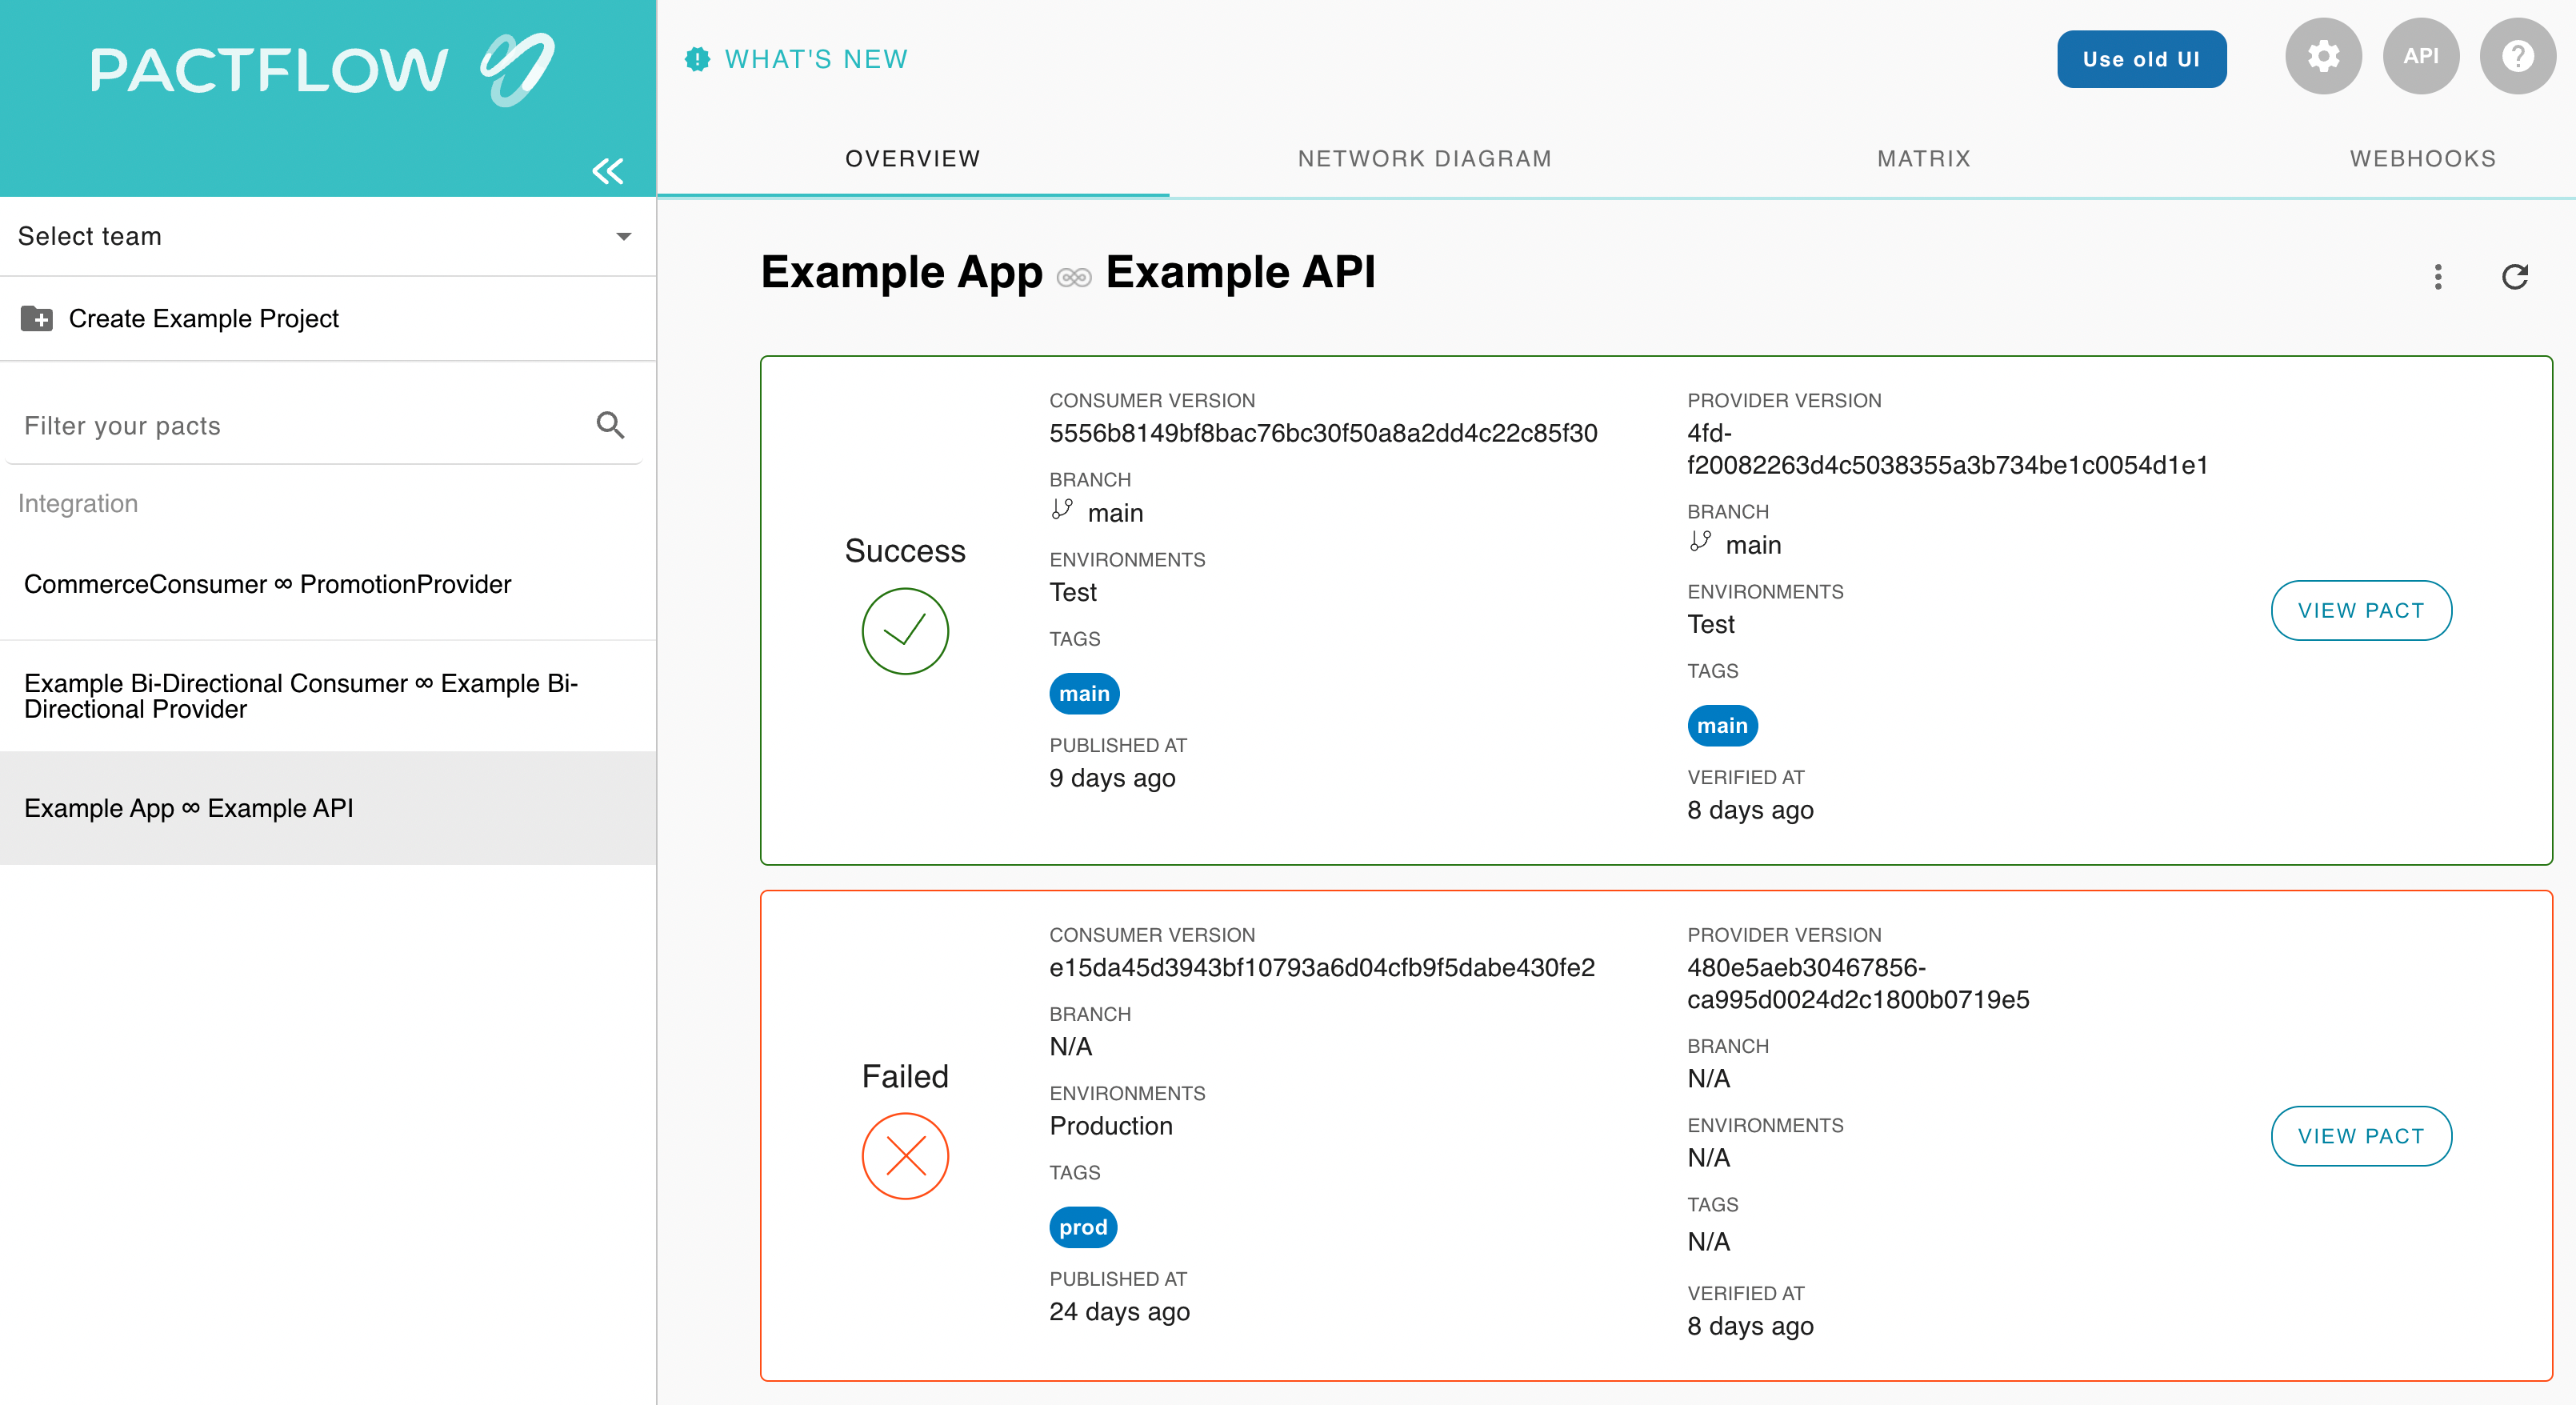 PACTFLOW
Select team
Create Example Project
Filter your pacts
Integration
CommerceConsumer ∞ PromotionProvider
Example Bi-Directional Consumer ∞ Example Bi-
Directional Provider
Example App ∞ Example API
WHAT'S NEW
Use old UI
API
?
OVERVIEW
NETWORK DIAGRAM
MATRIX
WEBHOOKS
Example App ∞ Example API
Success
CONSUMER VERSION
5556b8149bf8bac76bc30f50a8a2dd4c22c85f30
BRANCH
main
ENVIRONMENTS
Test
TAGS
main
PUBLISHED AT
9 days ago
PROVIDER VERSION
4fd-
f20082263d4c5038355a3b734be1c0054d1e1
BRANCH
main
ENVIRONMENTS
Test
TAGS
main
VERIFIED AT
8 days ago
VIEW PACT
Failed
CONSUMER VERSION
e15da45d3943bf10793a6d04cfb9f5dabe430fe2
BRANCH
N/A
ENVIRONMENTS
Production
TAGS
prod
PUBLISHED AT
24 days ago
PROVIDER VERSION
480e5aeb30467856-
ca995d0024d2c1800b0719e5
BRANCH
N/A
ENVIRONMENTS
N/A
TAGS
N/A
VERIFIED AT
8 days ago
VIEW PACT